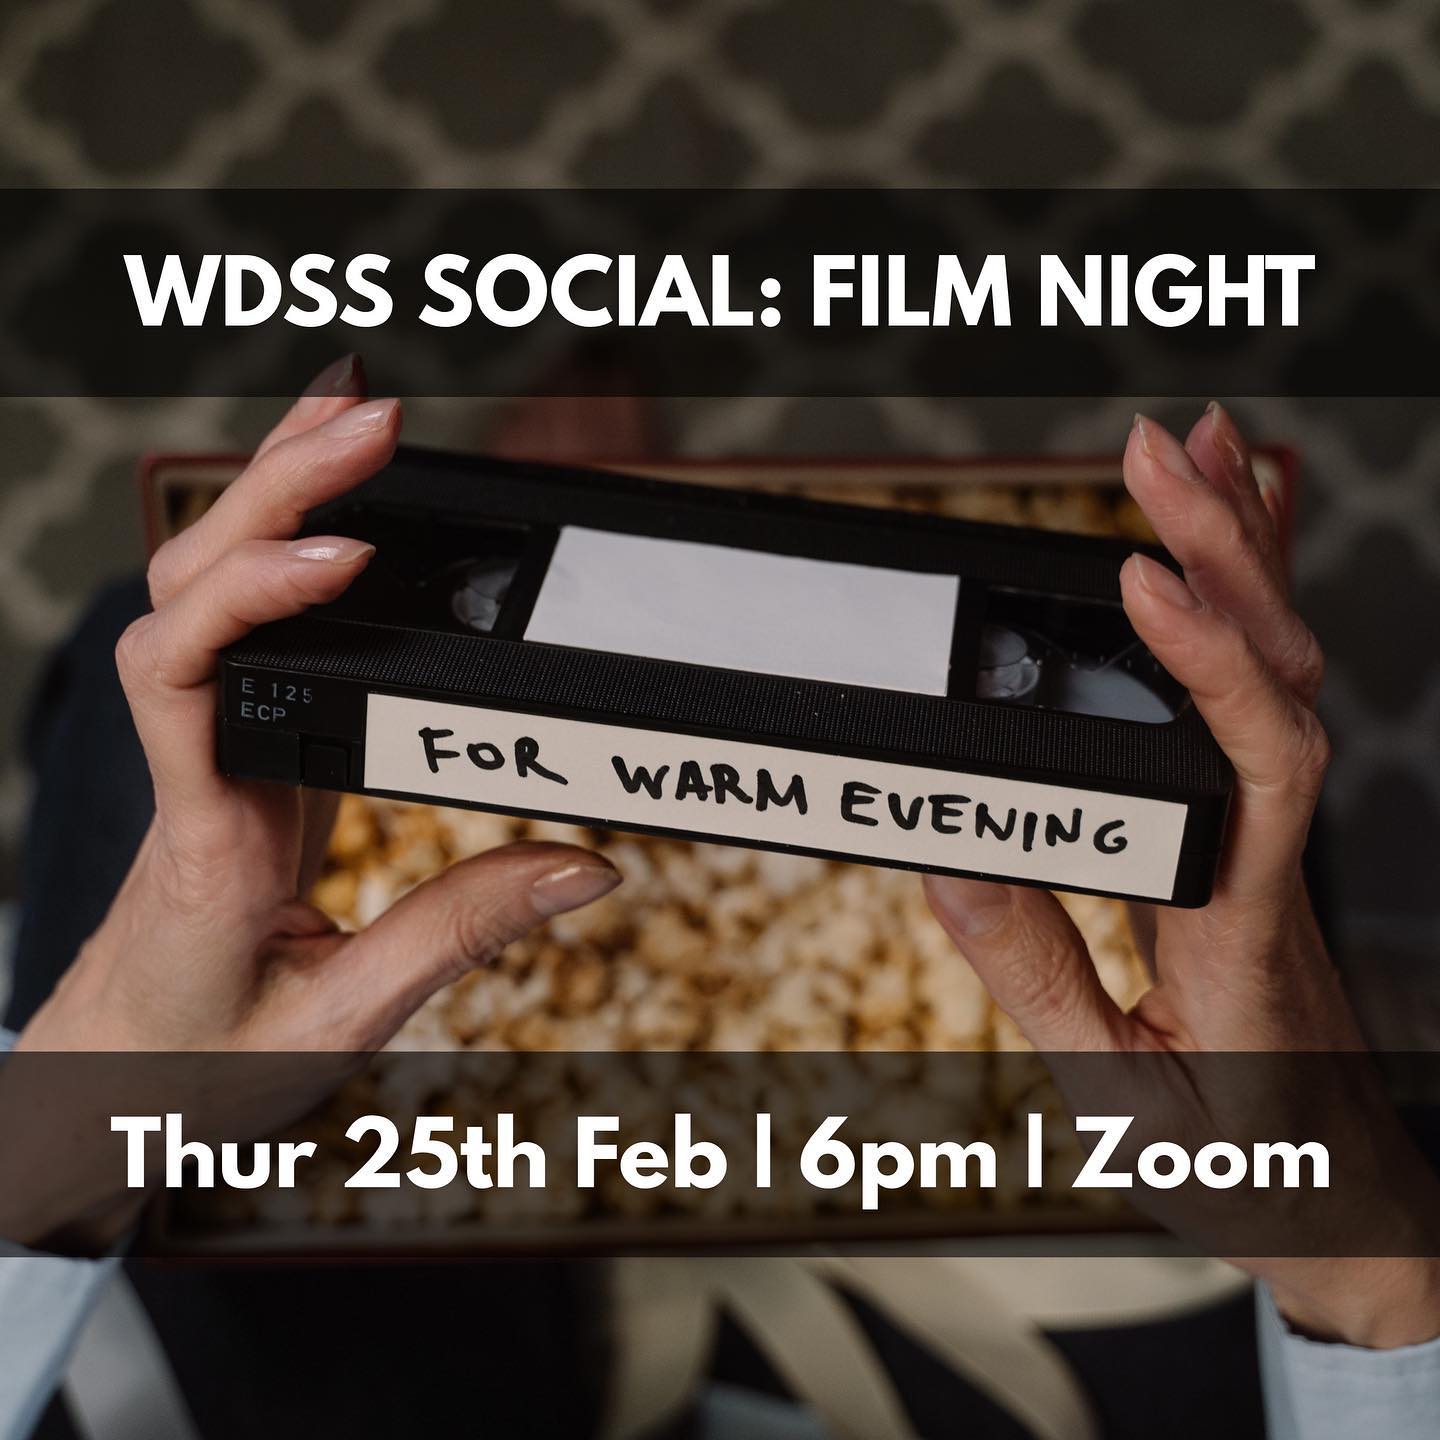 WDSS SOCIAL: FILM NIGHT
E 125
ECP
FOR WARM EVENING
Thur 25th Feb | 6pm | Zoom